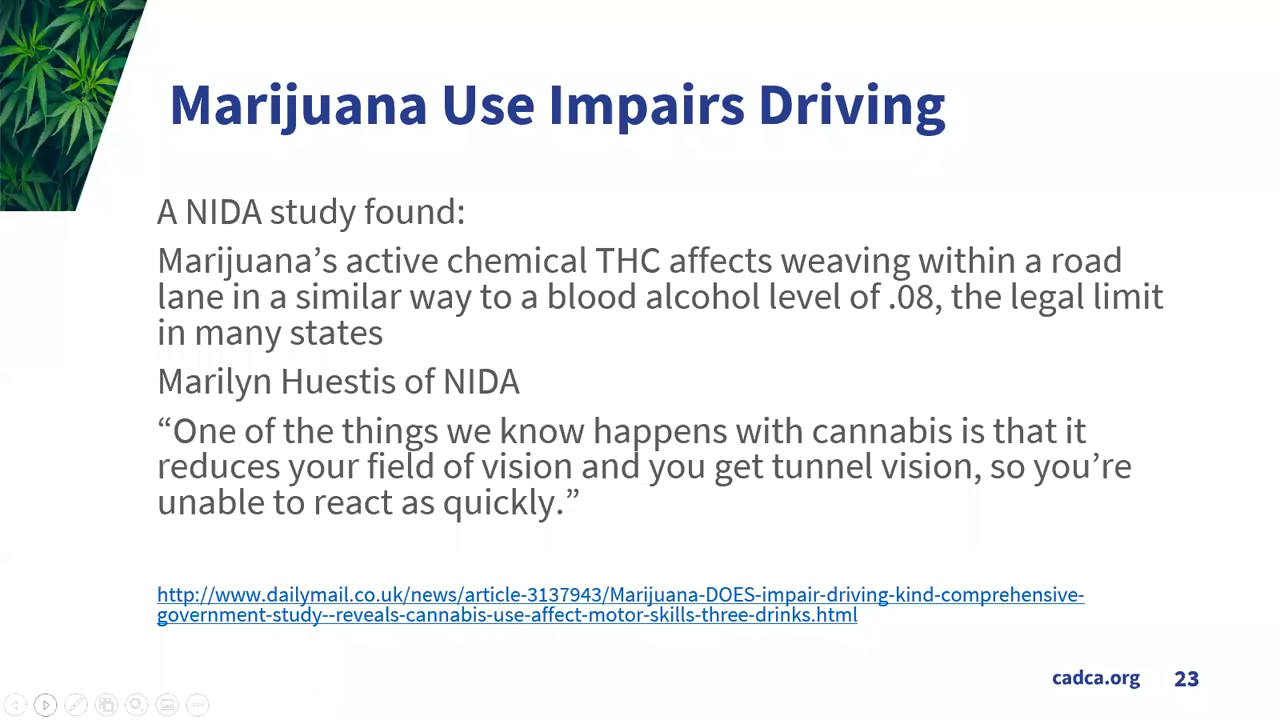 Marijuana Use Impairs Driving
A NIDA study found:
Marijuana’s active chemical THC affects weaving within a road
lane in a similar way to a blood alcohol level of .08, the legal limit
in many states
Marilyn Huestis of NIDA
“One of the things we know happens with cannabis is that it
reduces your field of vision and you get tunnel vision, so you’re
unable to react as quickly.”
http://www.dailymail.co.uk/news/article-3137943/Marijuana-DOES-impair-driving-kind-comprehensive-
government-study--reveals-cannabis-use-affect-motor-skills-three-drinks.html
cadca.org 23